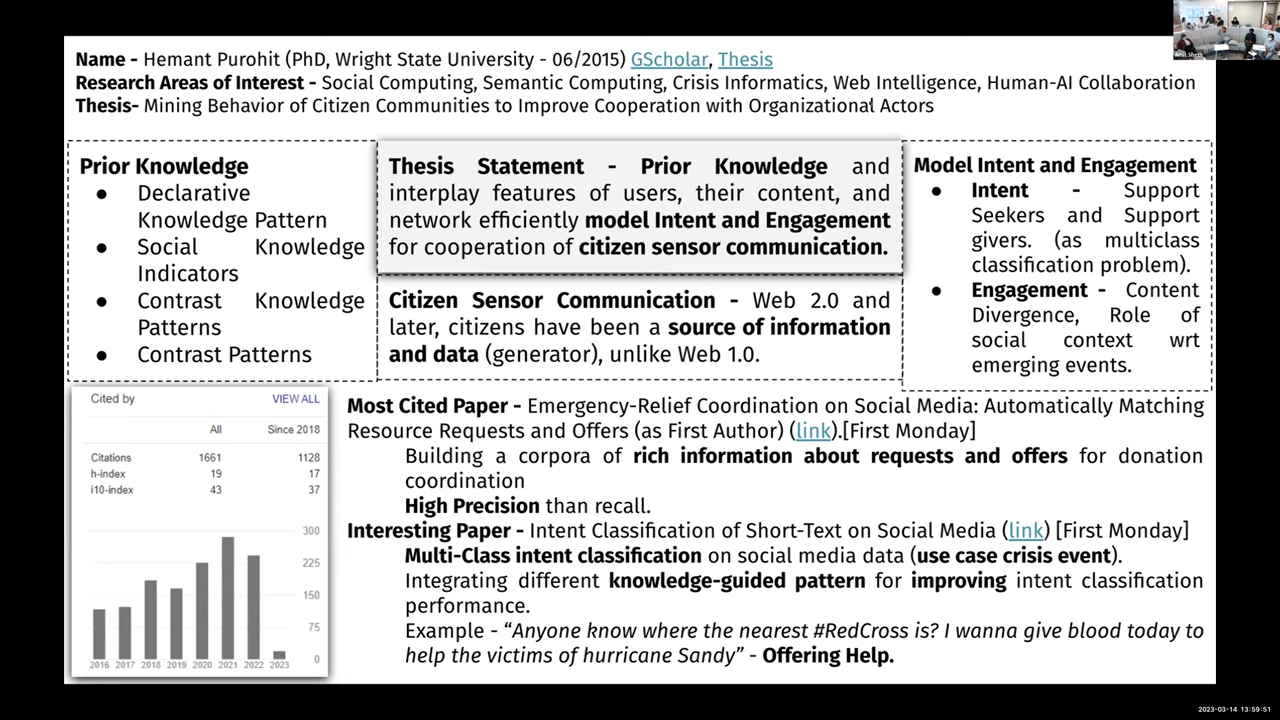 Name - Hemant Purohit (PhD, Wright State University - 06/2015) GScholar, Thesis
Research Areas of Interest - Social Computing, Semantic Computing, Crisis Informatics, Web Intelligence, Human-AI Collaboration
Thesis- Mining Behavior of Citizen Communities to Improve Cooperation with Organizational Actors
Prior Knowledge
● Declarative
Knowledge Pattern
● Social Knowledge
Indicators
● Contrast Knowledge
Patterns
● Contrast Patterns
Thesis Statement - Prior Knowledge and
interplay features of users, their content, and
network efficiently model Intent and Engagement
for cooperation of citizen sensor communication.
Citizen Sensor Communication - Web 2.0 and
later, citizens have been a source of information
and data (generator), unlike Web 1.0.
Model Intent and Engagement
● Intent - Support
Seekers and Support
givers. (as multiclass
classification problem).
● Engagement - Content
Divergence, Role of
social context wrt
emerging events.
Cited by VIEW ALL
All Since 2018
Citations 1661 1128
h-index 19 17
i10-index 43 37
300
225
150
75
0
2016 2017 2018 2019 2020 2021 2022 2023
Most Cited Paper - Emergency-Relief Coordination on Social Media: Automatically Matching
Resource Requests and Offers (as First Author) (link).[First Monday]
Building a corpora of rich information about requests and offers for donation
coordination
High Precision than recall.
Interesting Paper - Intent Classification of Short-Text on Social Media (link) [First Monday]
Multi-Class intent classification on social media data (use case crisis event).
Integrating different knowledge-guided pattern for improving intent classification
performance.
Example - “Anyone know where the nearest #RedCross is? I wanna give blood today to
help the victims of hurricane Sandy” - Offering Help.
Amit Sheth
2023-03-14 13:59:51